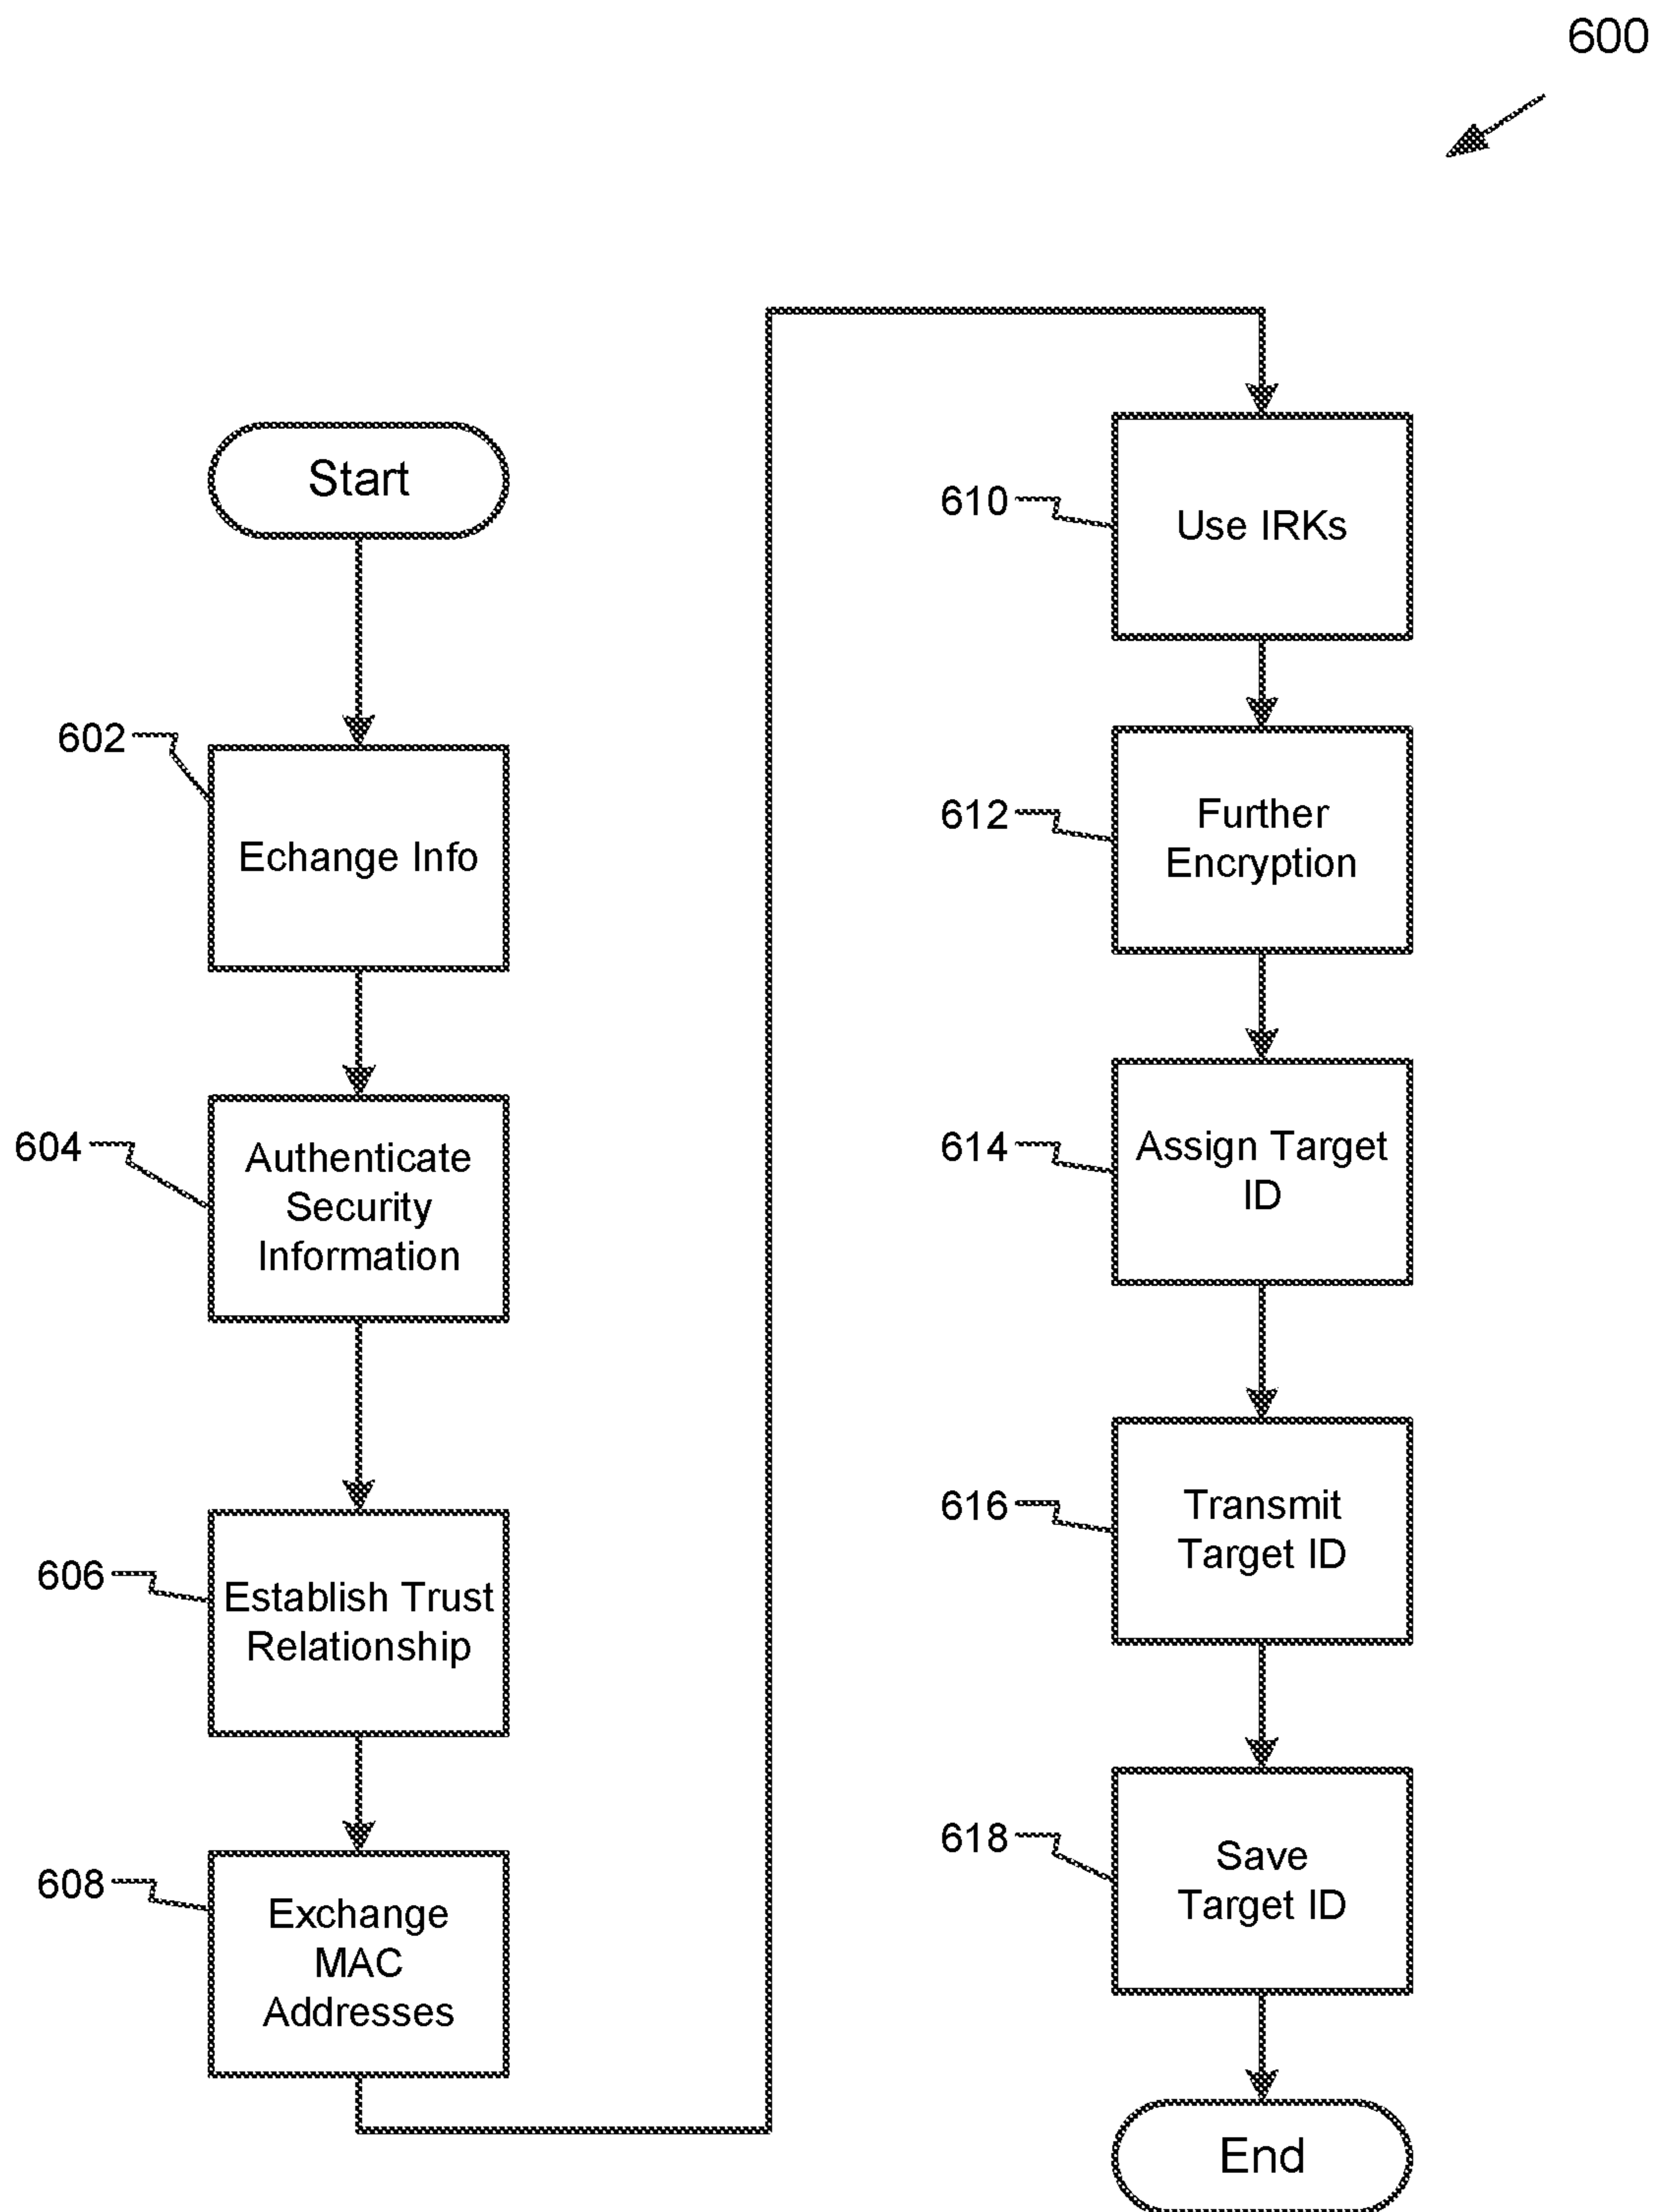 600
Start
602
Echange Info
604
Authenticate
Security
Information
606
Establish Trust
Relationship
608
Exchange
MAC
Addresses
610
Use IRKs
612
Further
Encryption
614
Assign Target
ID
616
Transmit
Target ID
618
Save
Target ID
End